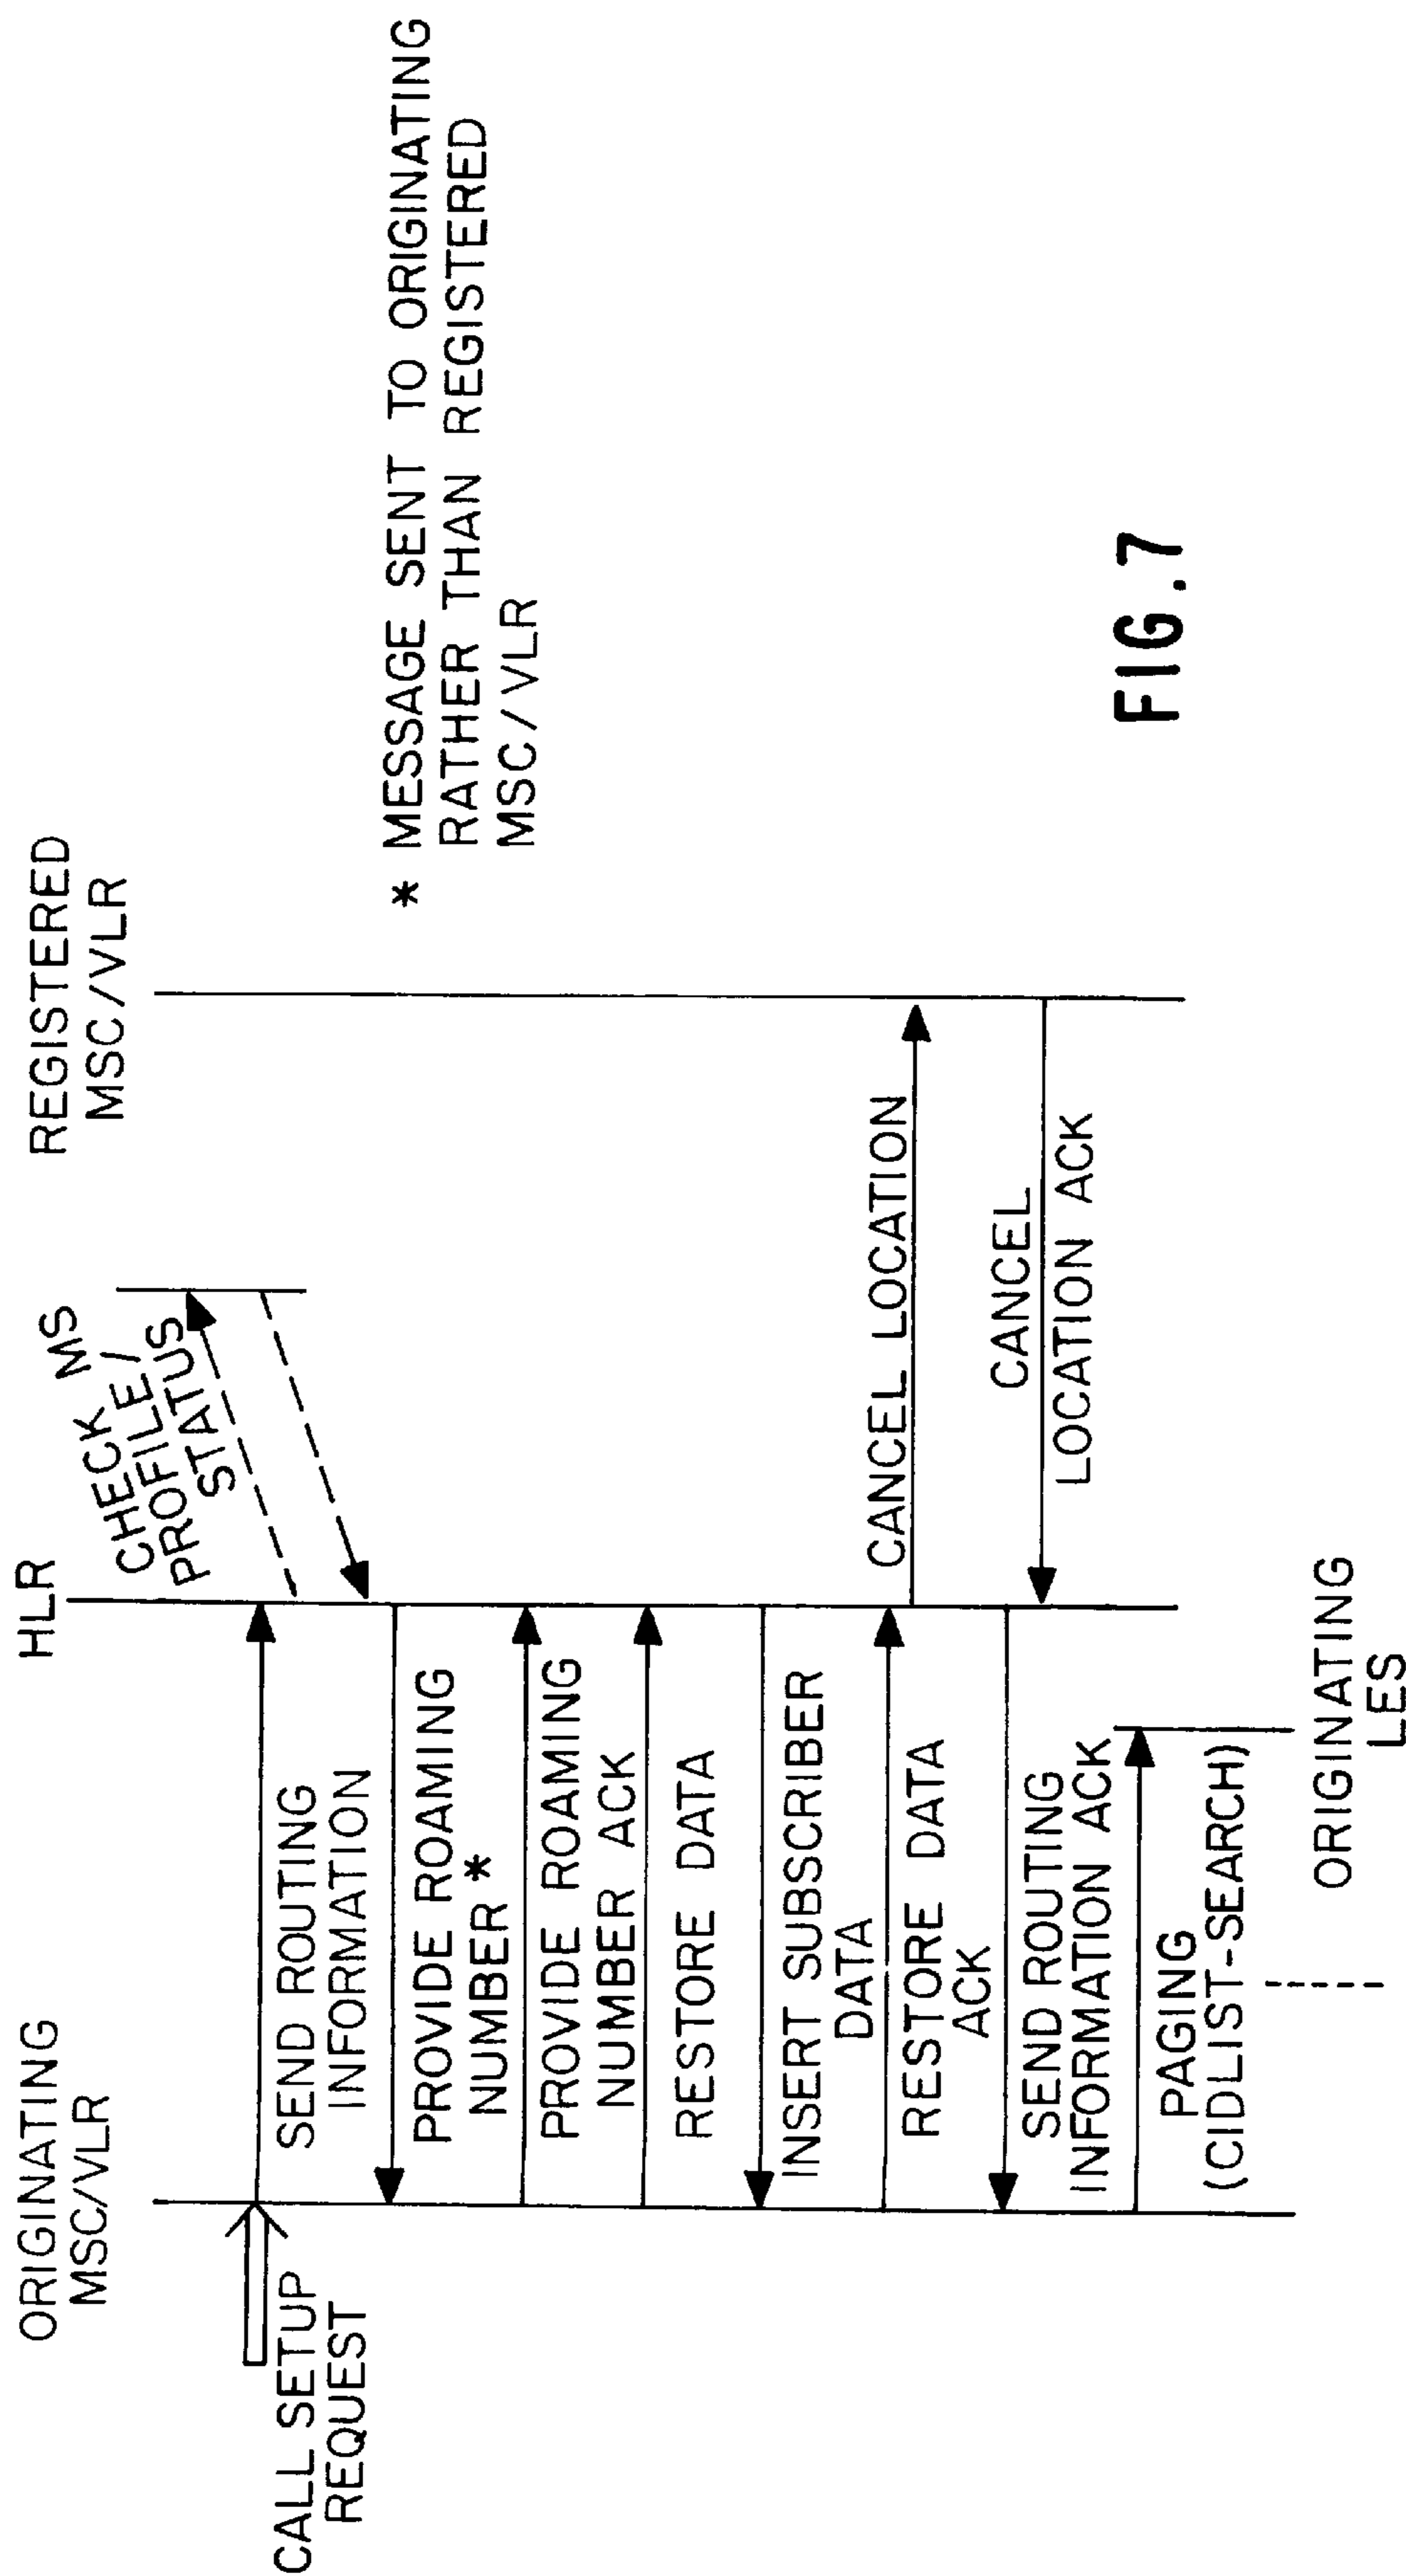 ORIGINATING
MSC/VLR
HLR
REGISTERED
MSC/VLR
CALL SETUP
REQUEST
CHECK MS
PROFILE/
STATUS
SEND ROUTING
INFORMATION
PROVIDE ROAMING
NUMBER *
PROVIDE ROAMING
NUMBER ACK
RESTORE DATA
INSERT SUBSCRIBER
DATA
RESTORE DATA
ACK
CANCEL LOCATION
SEND ROUTING
INFORMATION ACK
CANCEL
LOCATION ACK
PAGING
(CIDLIST-SEARCH)
ORIGINATING
LES
* MESSAGE SENT TO ORIGINATING
RATHER THAN REGISTERED
MSC/VLR
FIG.7